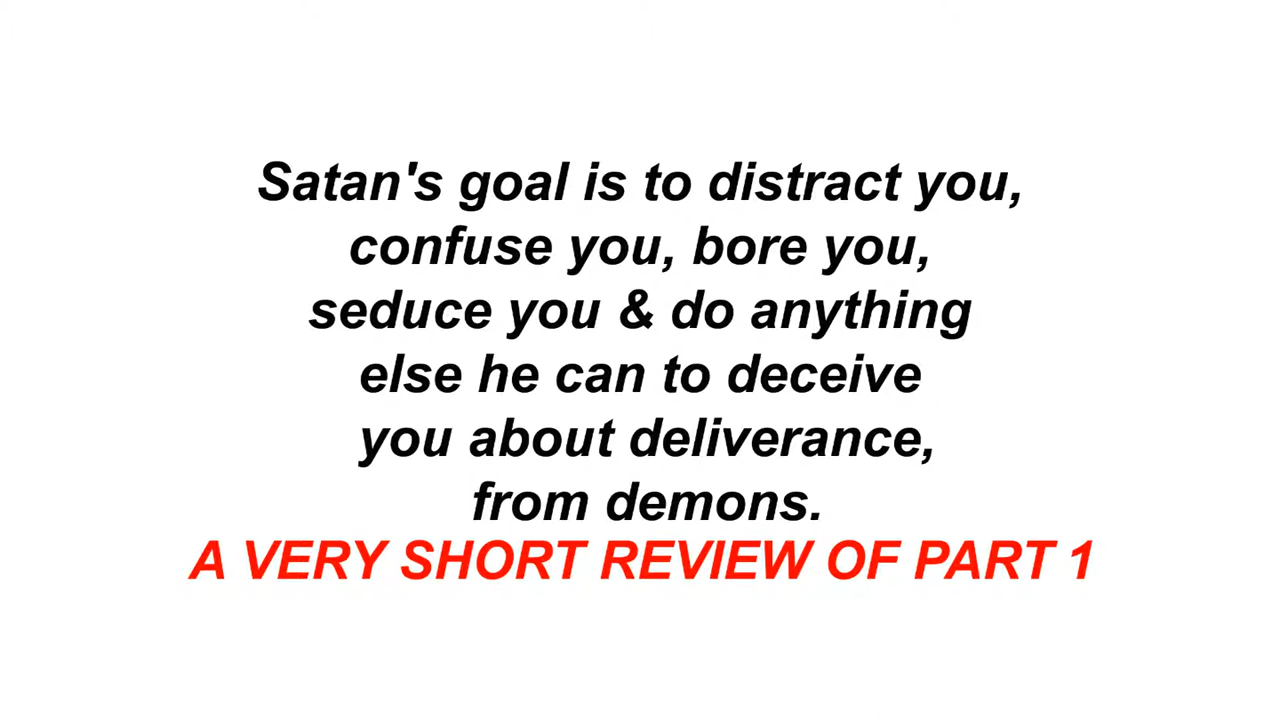 Satan's goal is to distract you,
confuse you, bore you,
seduce you & do anything
else he can to deceive
you about deliverance,
from demons.
A VERY SHORT REVIEW OF PART 1